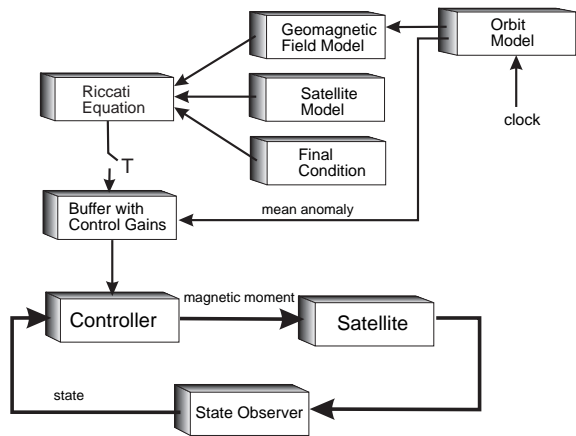 Geomagnetic
Field Model
Orbit
Model
Riccati
Equation
Satellite
Model
clock
Final
Condition
T
Buffer with
Control Gains
mean anomaly
Controller
magnetic moment
Satellite
state
State Observer